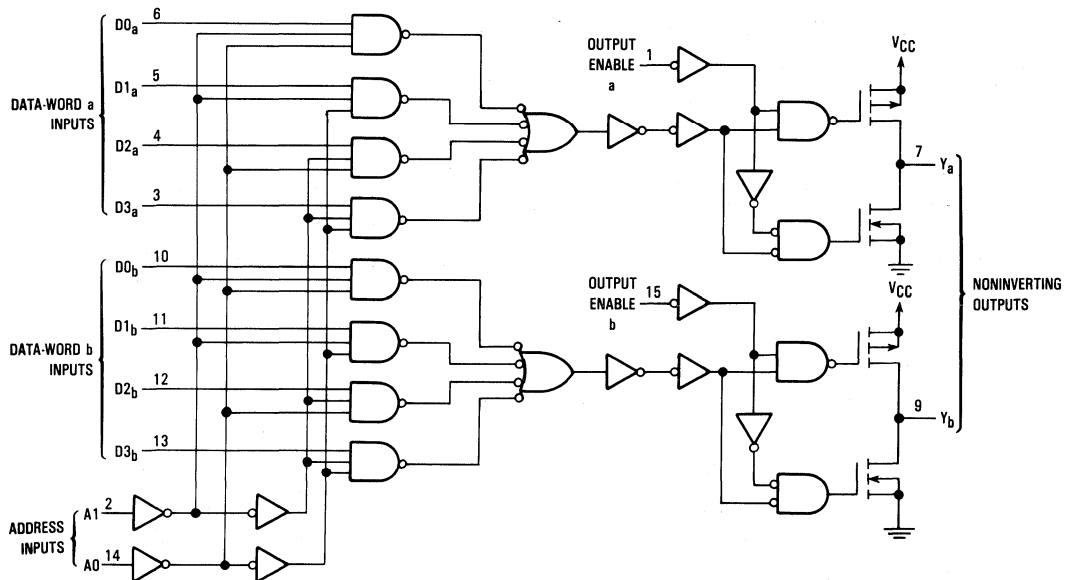 D0a 6
D1a 5
DATA-WORD a
INPUTS
D2a 4
D3a 3
OUTPUT
ENABLE 1
a
VCC
7 Ya
D0b 10
D1b 11
DATA-WORD b
INPUTS
D2b 12
D3b 13
OUTPUT
ENABLE 15
b
VCC
9 Yb
NONINVERTING
OUTPUTS
ADDRESS
INPUTS
A1 2
A0 14